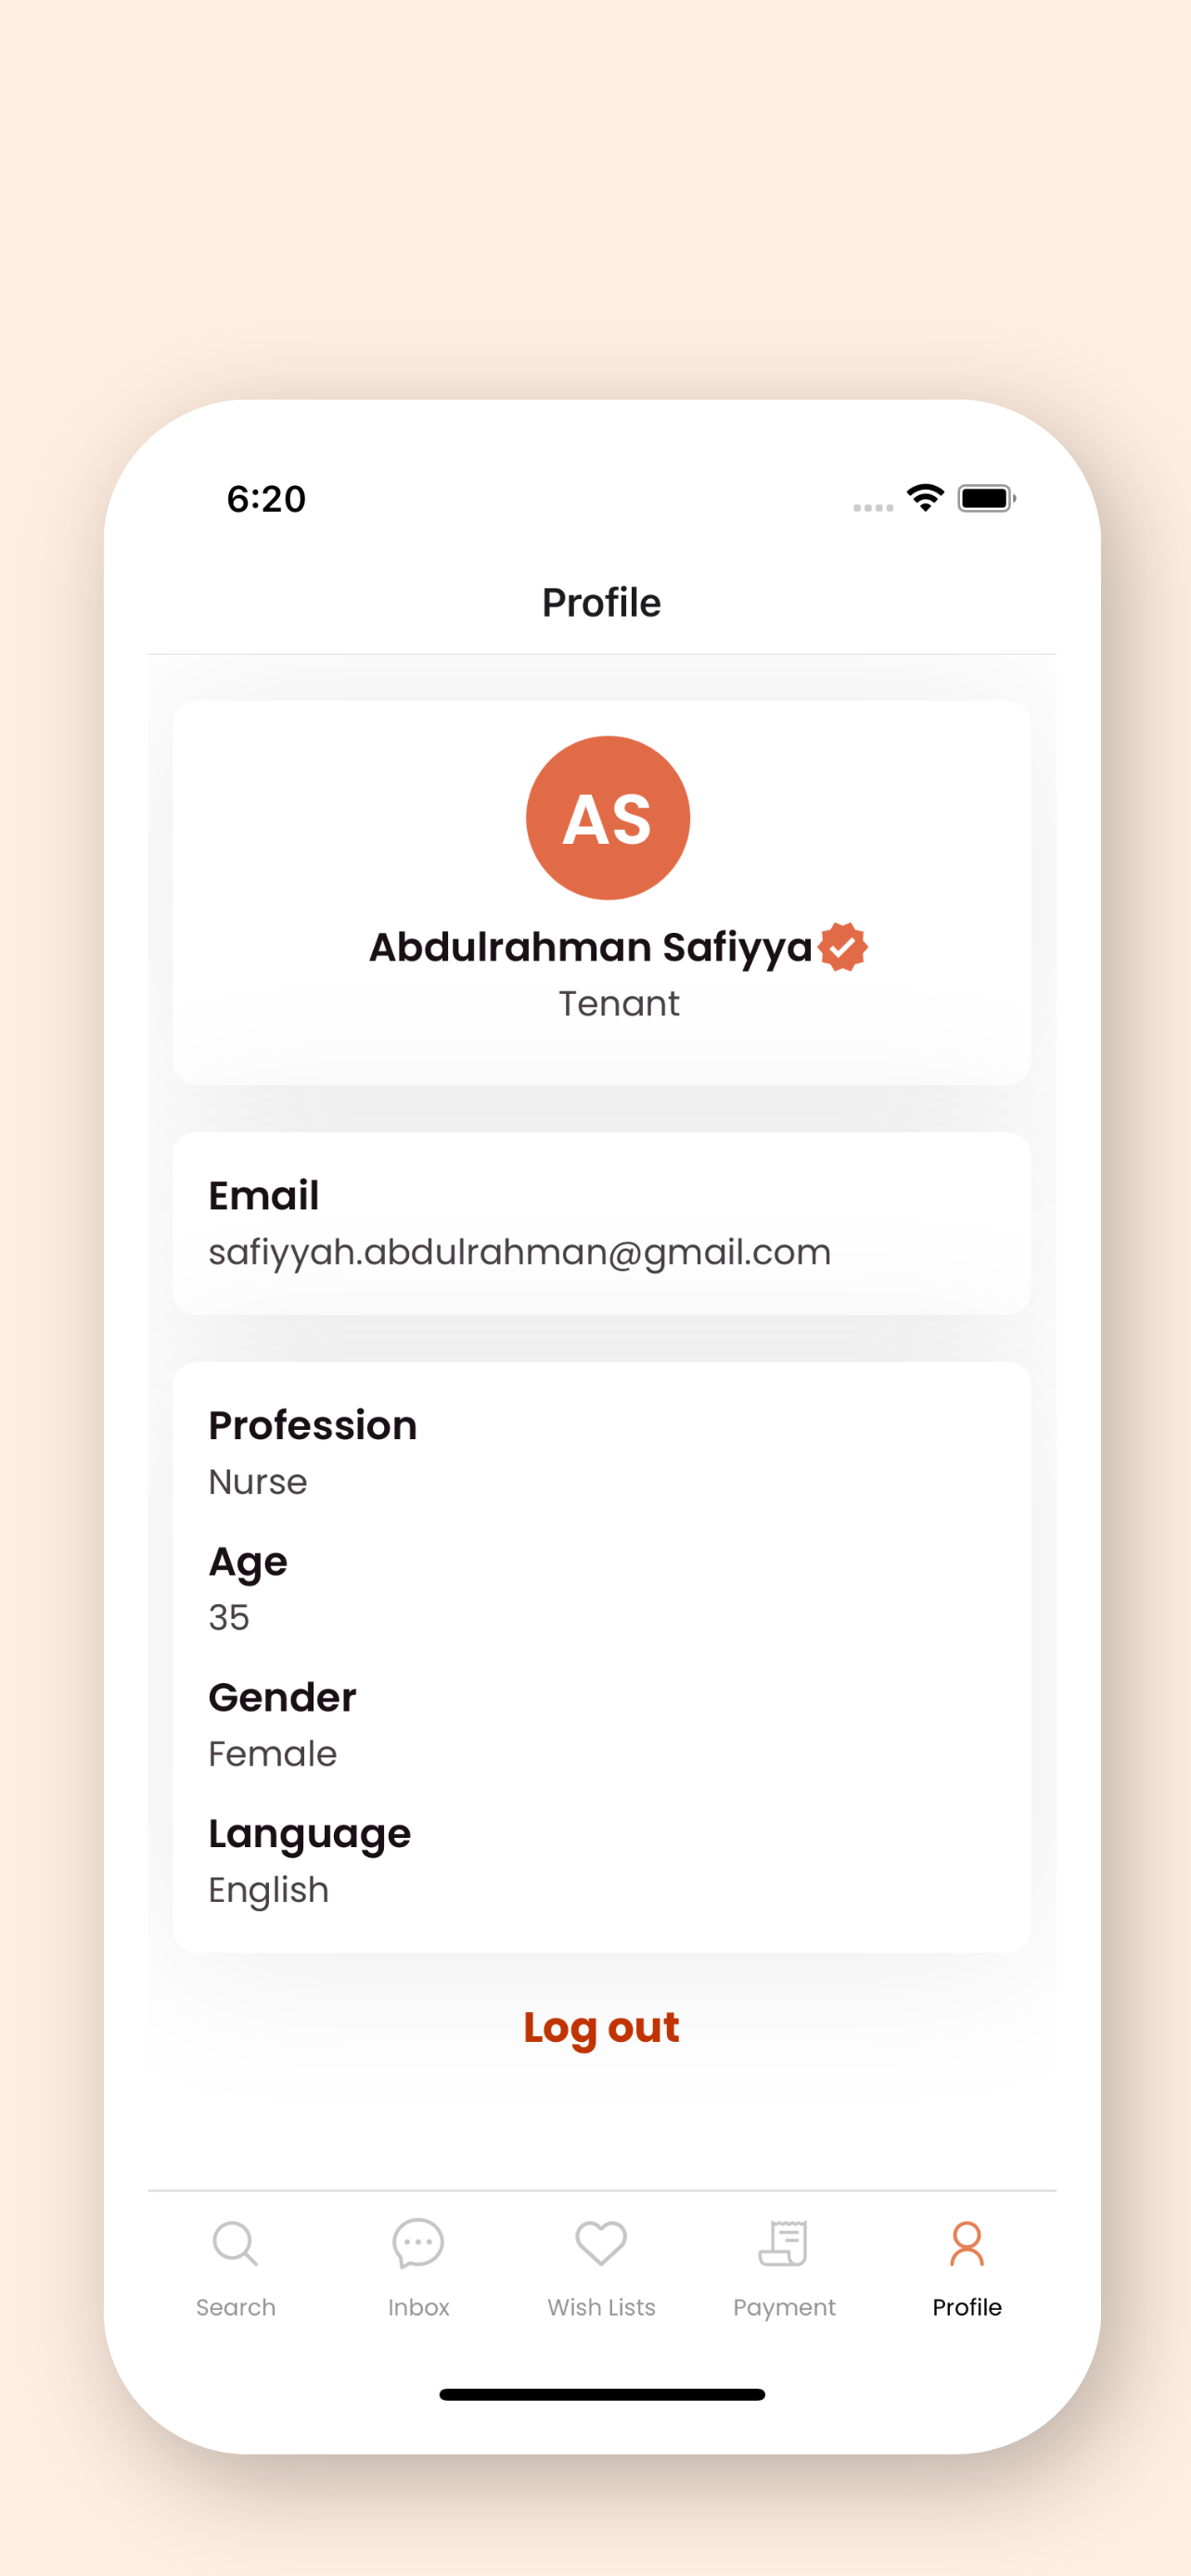 6:20
Profile
AS
Abdulrahman Safiyya
Tenant
Email
safiyyah.abdulrahman@gmail.com
Profession
Nurse
Age
35
Gender
Female
Language
English
Log out
Search Inbox Wish Lists Payment Profile